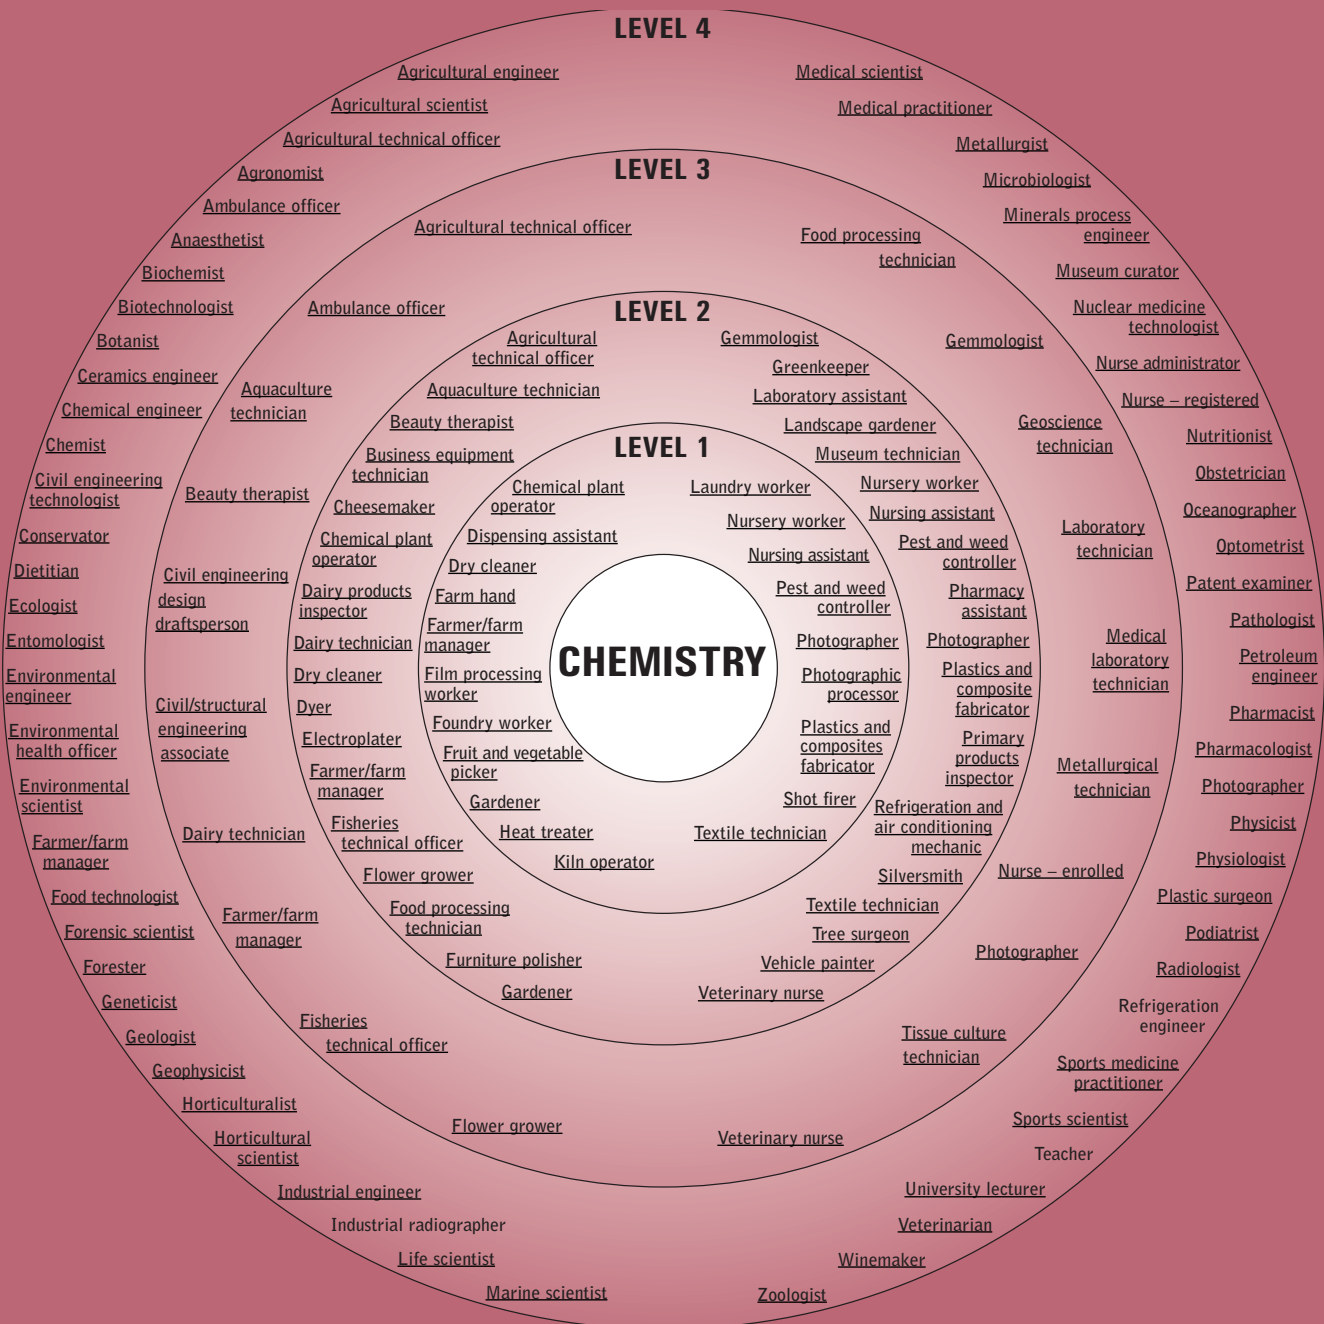 LEVEL 4
Agricultural engineer
Agricultural scientist
Agricultural technical officer
Agronomist
Ambulance officer
Anaesthetist
Biochemist
Biotechnologist
Botanist
Ceramics engineer
Chemical engineer
Chemist
Civil engineering
technologist
Conservator
Dietitian
Ecologist
Entomologist
Environmental
engineer
Environmental
health officer
Environmental
scientist
Farmer/farm
manager
Food technologist
Forensic scientist
Forester
Geneticist
Geologist
Geophysicist
Horticulturalist
Horticultural
scientist
Industrial engineer
Industrial radiographer
Life scientist
Marine scientist
Medical scientist
Medical practitioner
Metallurgist
Microbiologist
Minerals process
engineer
Museum curator
Nuclear medicine
technologist
Nurse administrator
Nurse – registered
Nutritionist
Obstetrician
Oceanographer
Optometrist
Patent examiner
Pathologist
Petroleum
engineer
Pharmacist
Pharmacologist
Photographer
Physicist
Physiologist
Plastic surgeon
Podiatrist
Radiologist
Refrigeration
engineer
Sports medicine
practitioner
Sports scientist
Teacher
University lecturer
Veterinarian
Winemaker
Zoologist
LEVEL 3
Agricultural technical officer
Ambulance officer
Aquaculture
technician
Beauty therapist
Civil engineering
design
draftsperson
Civil/structural
engineering
associate
Dairy technician
Farmer/farm
manager
Fisheries
technical officer
Flower grower
Food processing
technician
Gemmologist
Geoscience
technician
Laboratory
technician
Medical
laboratory
technician
Metallurgical
technician
Nurse – enrolled
Photographer
Tissue culture
technician
Veterinary nurse
LEVEL 2
Agricultural
technical officer
Aquaculture technician
Beauty therapist
Business equipment
technician
Cheesemaker
Chemical plant
operator
Dairy products
inspector
Dairy technician
Dry cleaner
Dyer
Electroplater
Farmer/farm
manager
Fisheries
technical officer
Flower grower
Food processing
technician
Furniture polisher
Gardener
Gemmologist
Greenkeeper
Laboratory assistant
Landscape gardener
Museum technician
Nursery worker
Nursing assistant
Pest and weed
controller
Pharmacy
assistant
Photographer
Plastics and
composite
fabricator
Primary
products
inspector
Refrigeration and
air conditioning
mechanic
Silversmith
Textile technician
Tree surgeon
Vehicle painter
Veterinary nurse
LEVEL 1
Chemical plant
operator
Dispensing assistant
Dry cleaner
Farm hand
Farmer/farm
manager
Film processing
worker
Foundry worker
Fruit and vegetable
picker
Gardener
Heat treater
Kiln operator
Laundry worker
Nursery worker
Nursing assistant
Pest and weed
controller
Photographer
Photographic
processor
Plastics and
composites
fabricator
Shot firer
Textile technician
CHEMISTRY